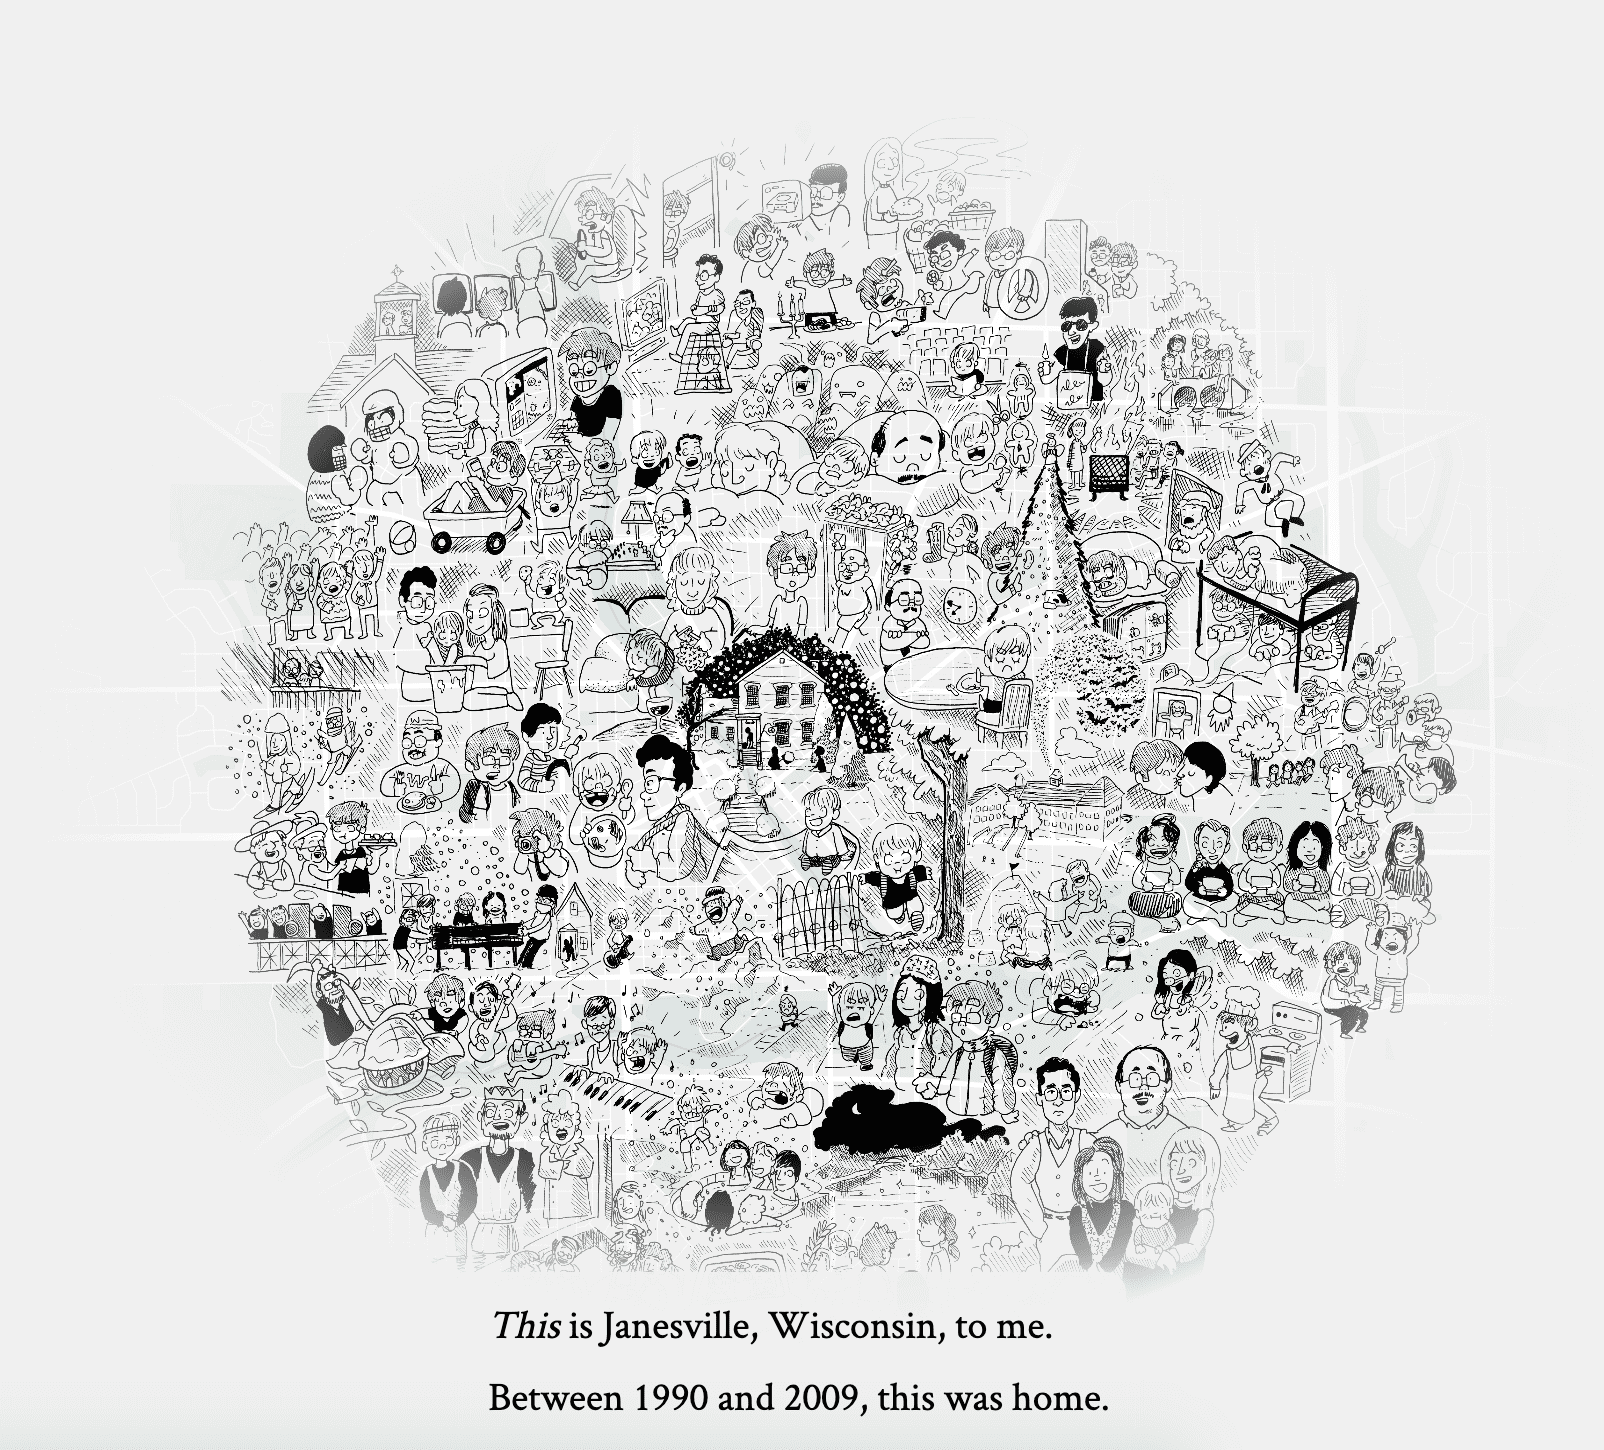 This is Janesville, Wisconsin, to me.
Between 1990 and 2009, this was home.